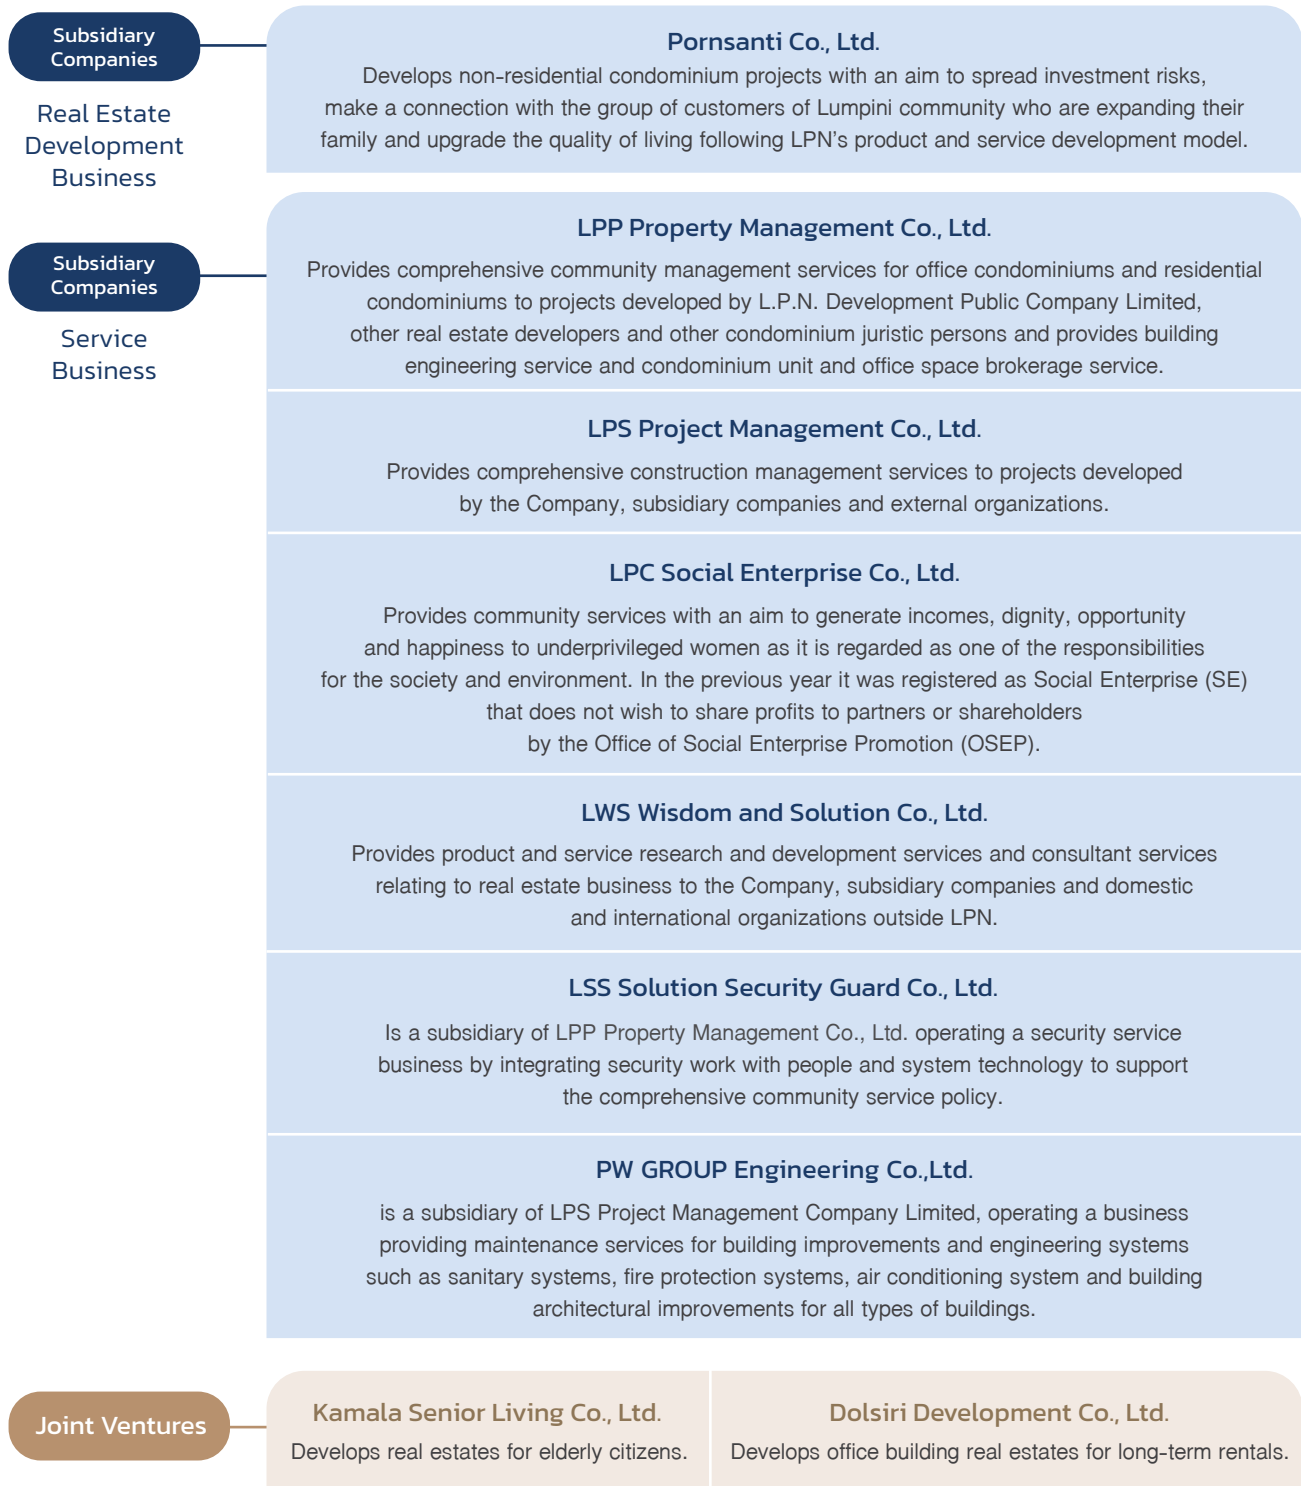 Subsidiary
Companies
Real Estate
Development
Business
Pornsanti Co., Ltd.
Develops non-residential condominium projects with an aim to spread investment risks,
make a connection with the group of customers of Lumpini community who are expanding their
family and upgrade the quality of living following LPN's product and service development model.
Subsidiary
Companies
Service
Business
LPP Property Management Co., Ltd.
Provides comprehensive community management services for office condominiums and residential
condominiums to projects developed by L.P.N. Development Public Company Limited,
other real estate developers and other condominium juristic persons and provides building
engineering service and condominium unit and office space brokerage service.
LPS Project Management Co., Ltd.
Provides comprehensive construction management services to projects developed
by the Company, subsidiary companies and external organizations.
LPC Social Enterprise Co., Ltd.
Provides community services with an aim to generate incomes, dignity, opportunity
and happiness to underprivileged women as it is regarded as one of the responsibilities
for the society and environment. In the previous year it was registered as Social Enterprise (SE)
that does not wish to share profits to partners or shareholders
by the Office of Social Enterprise Promotion (OSEP).
LWS Wisdom and Solution Co., Ltd.
Provides product and service research and development services and consultant services
relating to real estate business to the Company, subsidiary companies and domestic
and international organizations outside LPN.
LSS Solution Security Guard Co., Ltd.
Is a subsidiary of LPP Property Management Co., Ltd. operating a security service
business by integrating security work with people and system technology to support
the comprehensive community service policy.
PW GROUP Engineering Co.,Ltd.
is a subsidiary of LPS Project Management Company Limited, operating a business
providing maintenance services for building improvements and engineering systems
such as sanitary systems, fire protection systems, air conditioning system and building
architectural improvements for all types of buildings.
Joint Ventures
Kamala Senior Living Co., Ltd.
Develops real estates for elderly citizens.
Dolsiri Development Co., Ltd.
Develops office building real estates for long-term rentals.